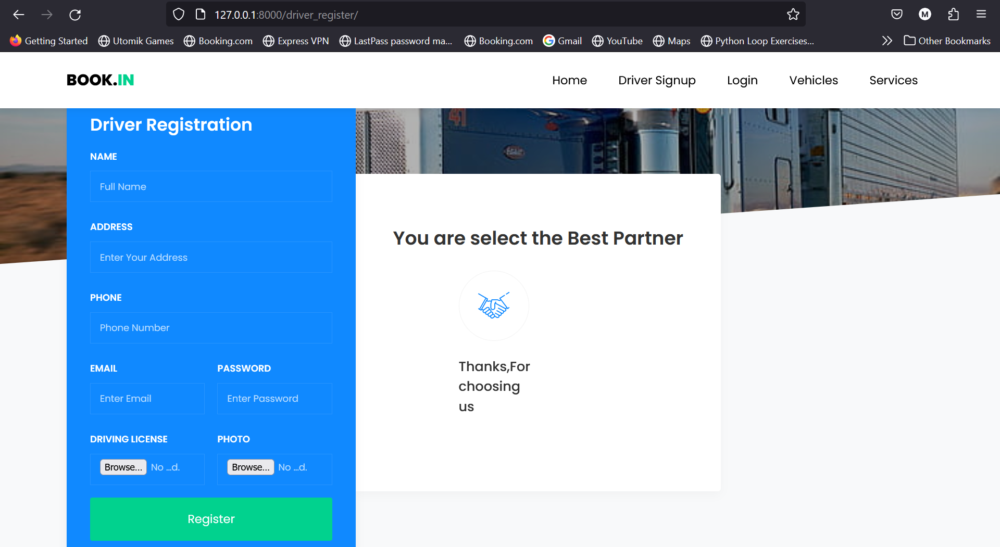 127.0.0.1:8000/driver_register/
M
Getting Started Utomik Games Booking.com Express VPN LastPass password ma... Booking.com Gmail YouTube Maps Python Loop Exercises... Other Bookmarks
BOOK.IN
Home Driver Signup Login Vehicles Services
41
Driver Registration
NAME
Full Name
ADDRESS
Enter Your Address
PHONE
Phone Number
EMAIL PASSWORD
Enter Email Enter Password
DRIVING LICENSE PHOTO
Browse... No ...d. Browse... No ...d.
Register
You are select the Best Partner
Thanks,For
choosing
us